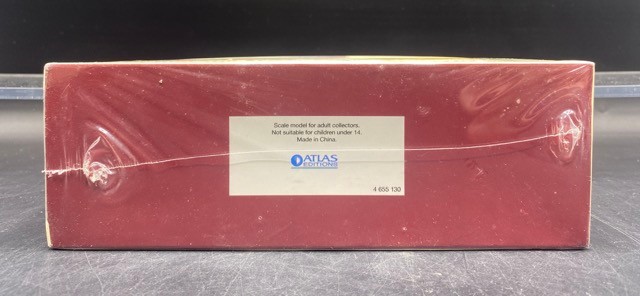 Scale model for adult collectors.
Not suitable for children under 14.
Made in China.
ATLAS
EDITIONS
4 655 130